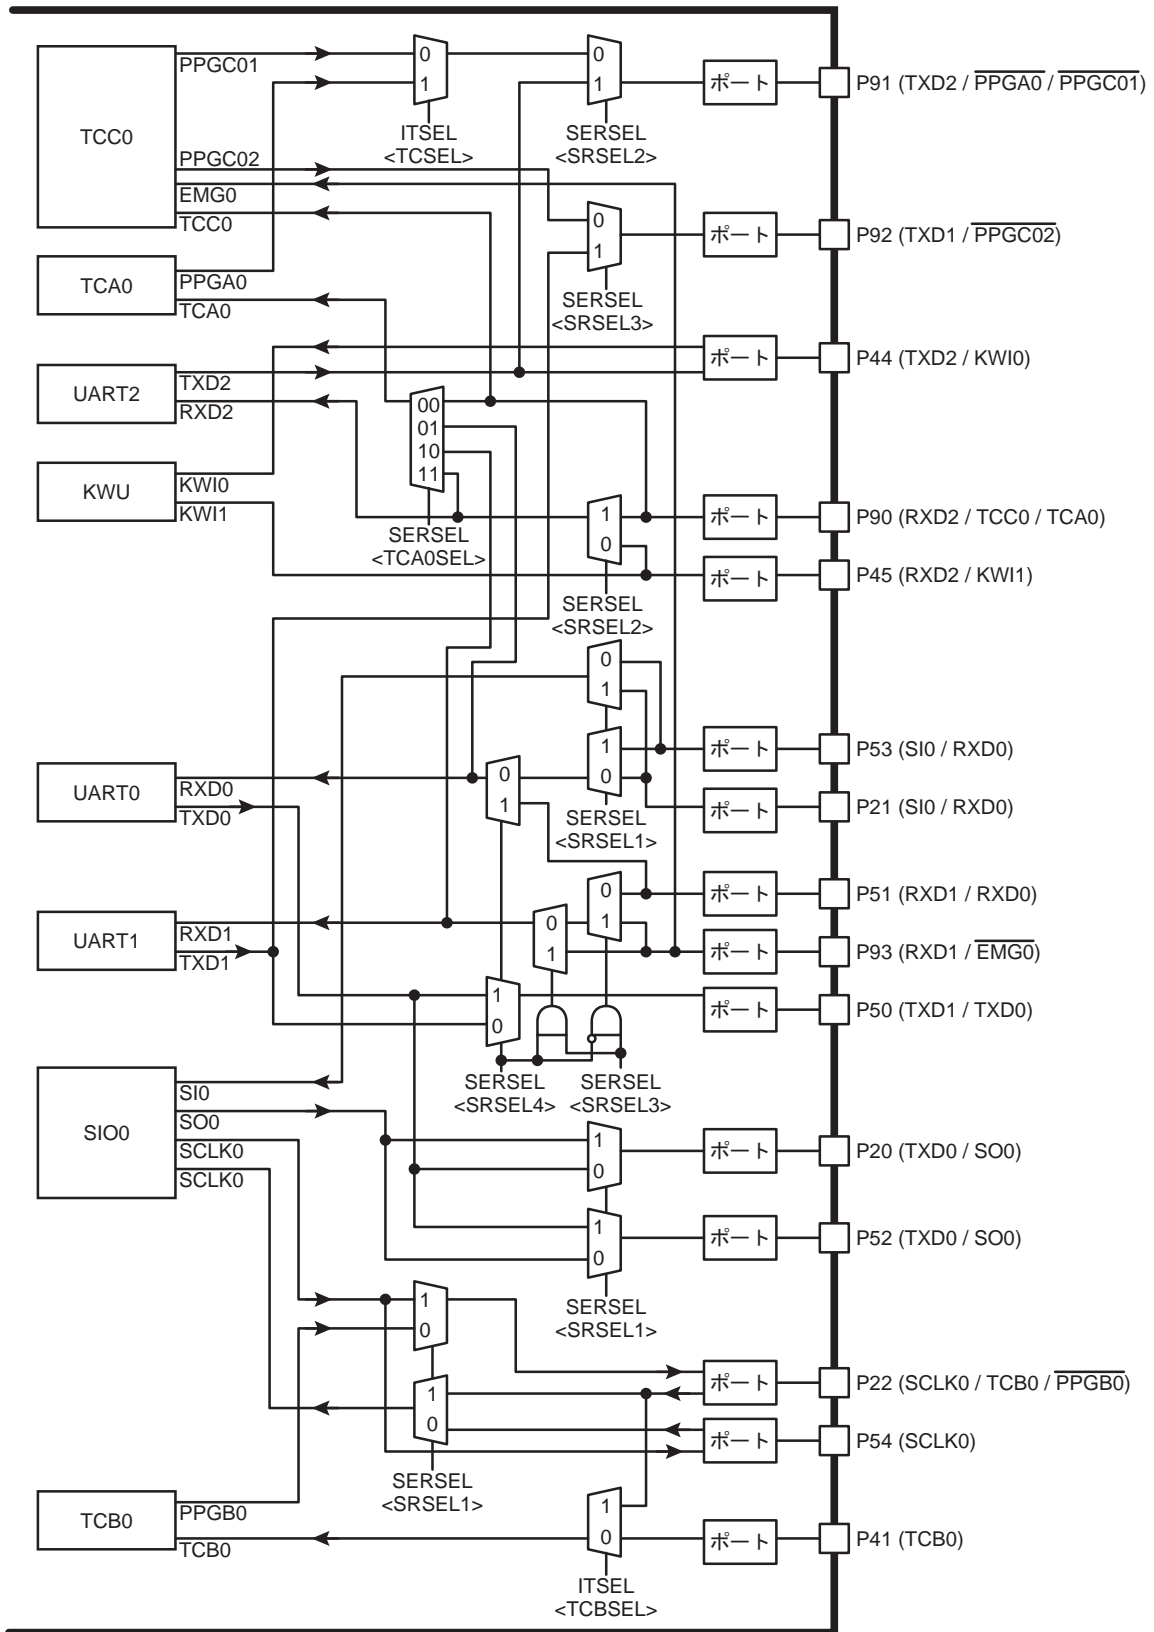 PPGC01
0
0
1
1
ポート
P91 (TXD2 / PPGA0 / PPGC01)
TCC0
ITSEL
<TCSEL>
SERSEL
<SRSEL2>
PPGC02
EMG0
TCC0
0
1
ポート
P92 (TXD1 / PPGC02)
SERSEL
<SRSEL3>
TCA0
PPGA0
TCA0
ポート
P44 (TXD2 / KWI0)
UART2
TXD2
RXD2
00
01
10
11
SERSEL
<TCA0SEL>
KWU
KWI0
KWI1
1
0
ポート
P90 (RXD2 / TCC0 / TCA0)
ポート
P45 (RXD2 / KWI1)
SERSEL
<SRSEL2>
0
1
1
0
ポート
P53 (SI0 / RXD0)
UART0
RXD0
TXD0
0
1
ポート
P21 (SI0 / RXD0)
SERSEL
<SRSEL1>
0
1
ポート
P51 (RXD1 / RXD0)
UART1
RXD1
TXD1
0
1
ポート
P93 (RXD1 / EMG0)
1
0
ポート
P50 (TXD1 / TXD0)
SERSEL
<SRSEL4>
SERSEL
<SRSEL3>
SIO0
SI0
SO0
SCLK0
SCLK0
1
0
ポート
P20 (TXD0 / SO0)
1
0
ポート
P52 (TXD0 / SO0)
SERSEL
<SRSEL1>
1
0
ポート
P22 (SCLK0 / TCB0 / PPGB0)
1
0
ポート
P54 (SCLK0)
SERSEL
<SRSEL1>
TCB0
PPGB0
TCB0
1
0
ポート
P41 (TCB0)
ITSEL
<TCBSEL>